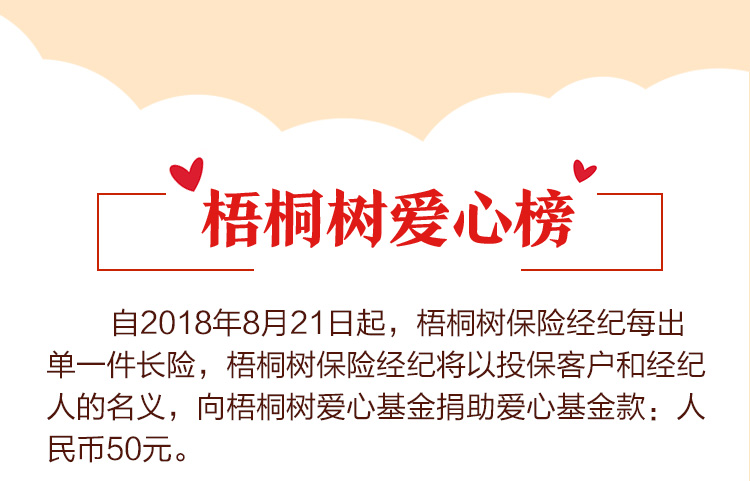 梧桐树爱心榜
自2018年8月21日起，梧桐树保险经纪每出
单一件长险，梧桐树保险经纪将以投保客户和经纪
人的名义，向梧桐树爱心基金捐助爱心基金款：人
民币50元。